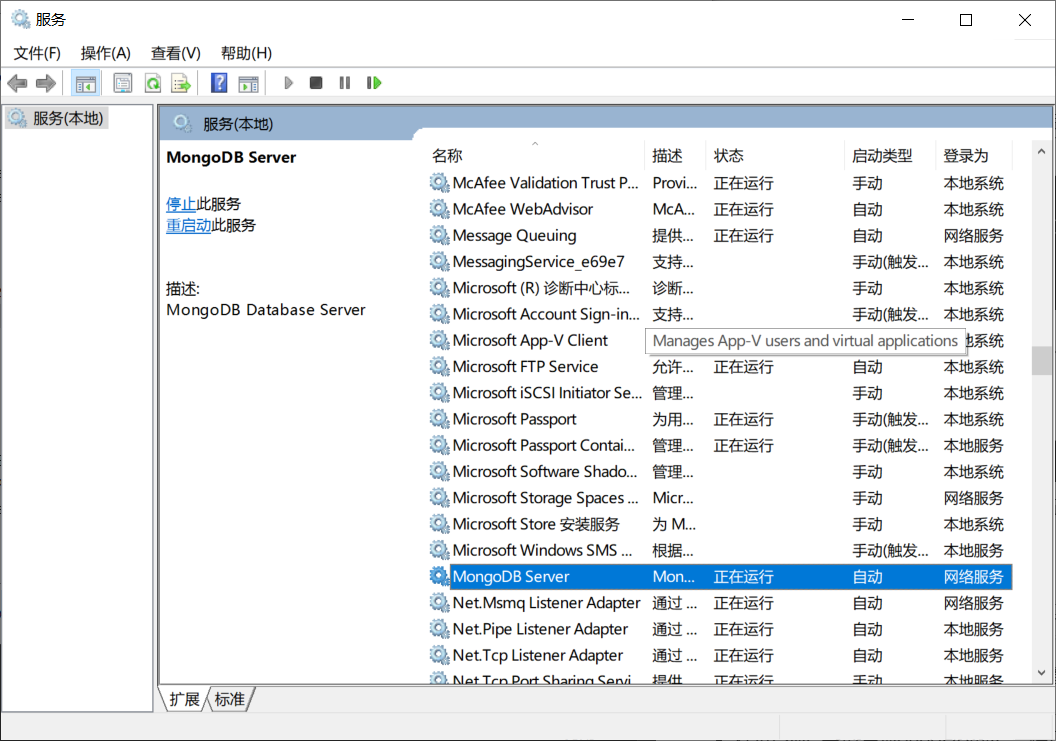 服务
文件(F) 操作(A) 查看(V) 帮助(H)
服务(本地)
服务(本地)
MongoDB Server
停止此服务
重启动此服务
描述:
MongoDB Database Server
名称 描述 状态 启动类型 登录为
McAfee Validation Trust P... Provi... 正在运行 手动 本地系统
McAfee WebAdvisor McA... 正在运行 自动 本地系统
Message Queuing 提供... 正在运行 自动 网络服务
MessagingService_e69e7 支持... 手动(触发... 本地系统
Microsoft (R) 诊断中心标... 诊断... 手动 本地系统
Microsoft Account Sign-in... 支持... 手动(触发... 本地系统
Microsoft App-V Client Manages App-V users and virtual applications 地系统
Microsoft FTP Service 允许... 正在运行 自动 本地系统
Microsoft iSCSI Initiator Se... 管理... 手动 本地系统
Microsoft Passport 为用... 正在运行 手动(触发... 本地系统
Microsoft Passport Contai... 管理... 正在运行 手动(触发... 本地服务
Microsoft Software Shado... 管理... 手动 本地系统
Microsoft Storage Spaces ... Micr... 手动 网络服务
Microsoft Store 安装服务 为 M... 手动 本地系统
Microsoft Windows SMS ... 根据... 手动(触发... 本地服务
MongoDB Server Mon... 正在运行 自动 网络服务
Net.Msmq Listener Adapter 通过 ... 正在运行 自动 网络服务
Net.Pipe Listener Adapter 通过 ... 正在运行 自动 本地服务
Net.Tcp Listener Adapter 通过 ... 正在运行 自动 本地服务
Net.Tcp Port Sharing Servi... 提供... 正在运行 手动 本地服务
扩展 标准